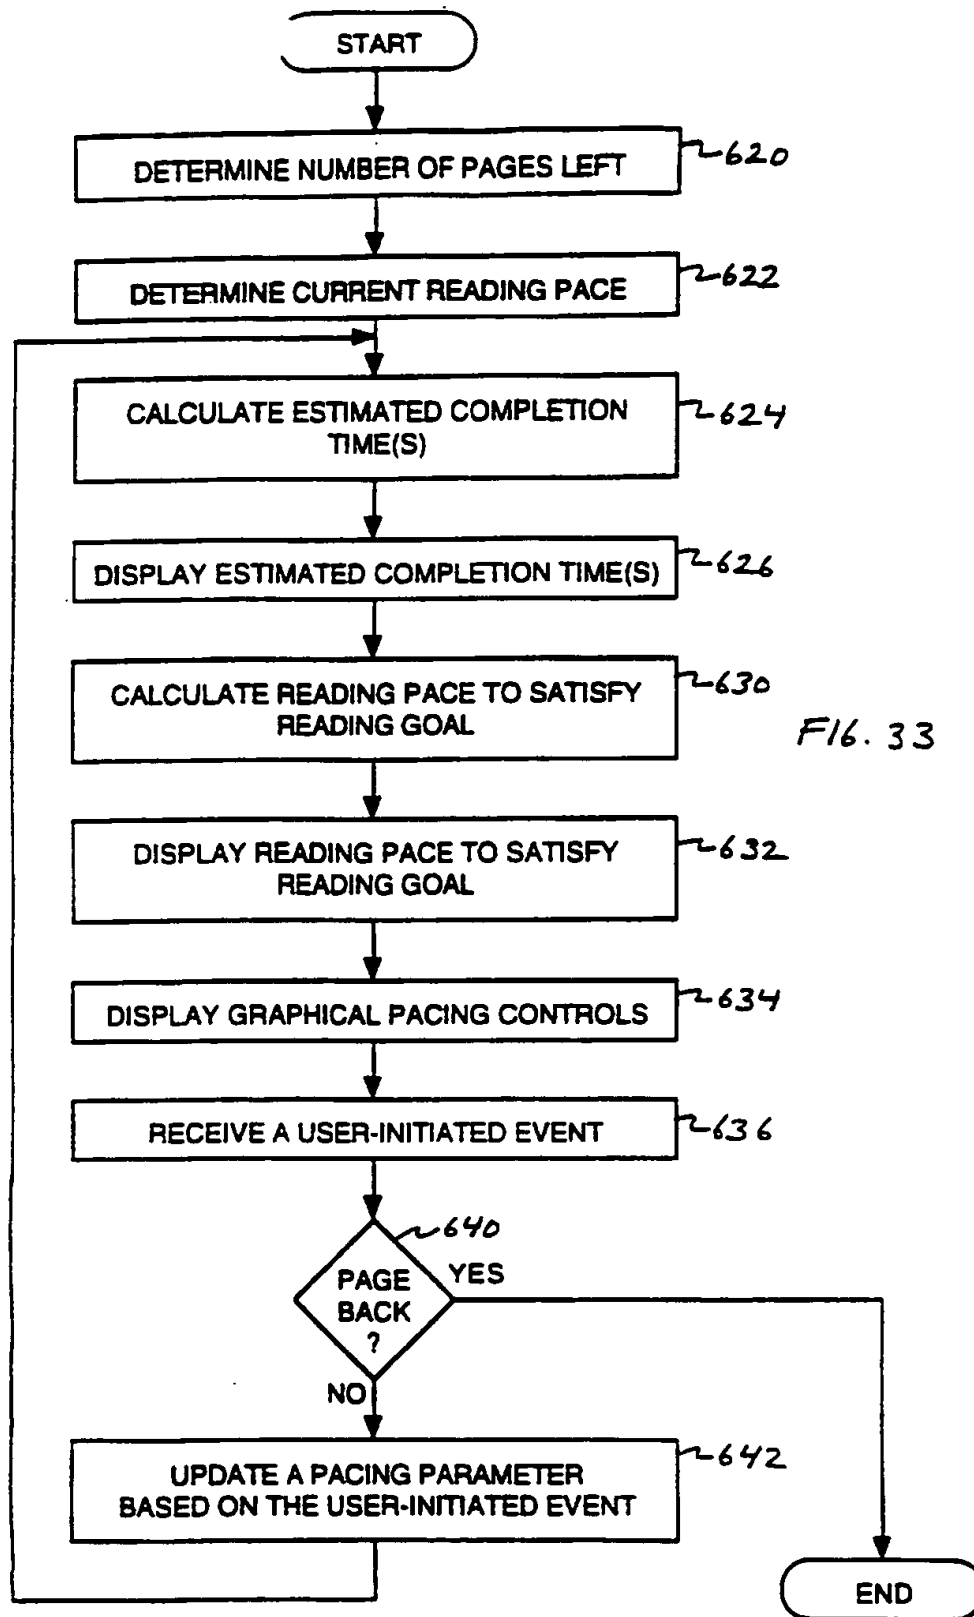 START
DETERMINE NUMBER OF PAGES LEFT
620
DETERMINE CURRENT READING PACE
622
CALCULATE ESTIMATED COMPLETION
TIME(S)
624
DISPLAY ESTIMATED COMPLETION TIME(S)
626
CALCULATE READING PACE TO SATISFY
READING GOAL
630
FIG. 33
DISPLAY READING PACE TO SATISFY
READING GOAL
632
DISPLAY GRAPHICAL PACING CONTROLS
634
RECEIVE A USER-INITIATED EVENT
636
640
PAGE
BACK
?
YES
NO
UPDATE A PACING PARAMETER
BASED ON THE USER-INITIATED EVENT
642
END